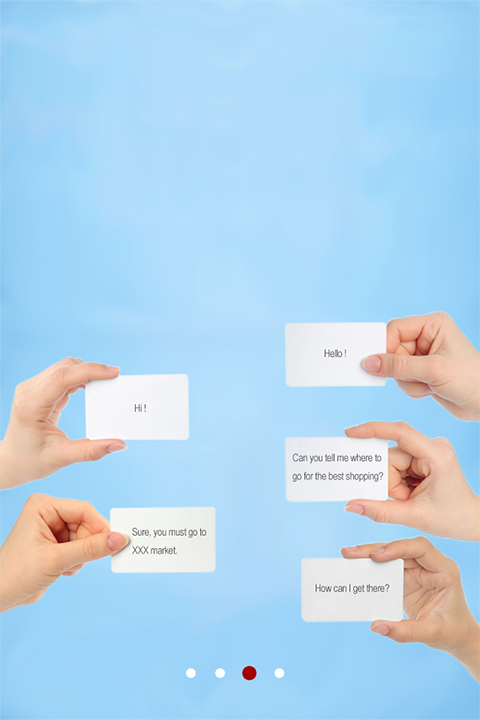 Hello !
Hi !
Can you tell me where to
go for the best shopping?
Sure, you must go to
XXX market.
How can I get there?